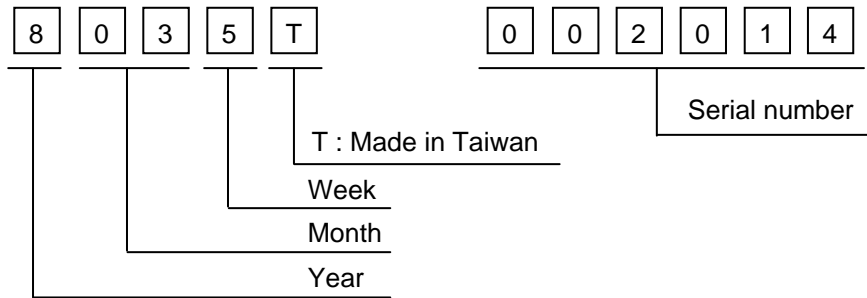 8 0 3 5 T 0 0 2 0 1 4
Serial number
T : Made in Taiwan
Week
Month
Year